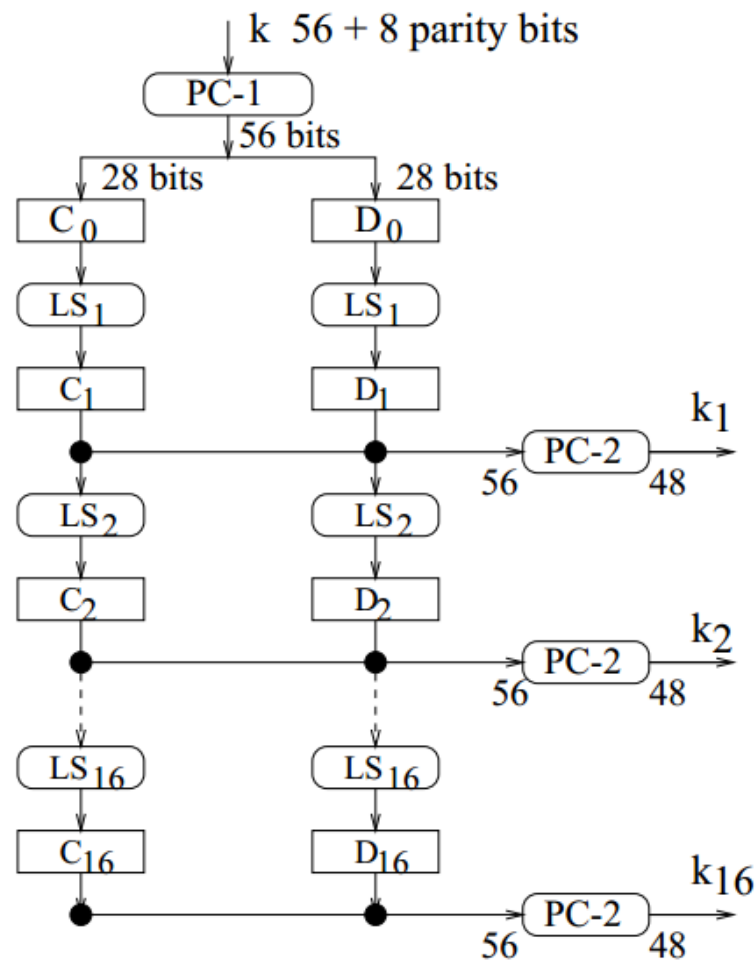 k 56 + 8 parity bits
PC-1
56 bits
28 bits 28 bits
C0 D0
LS1 LS1
C1 D1
k1
PC-2
56 48
LS2 LS2
C2 D2
k2
PC-2
56 48
LS16 LS16
C16 D16
k16
PC-2
56 48